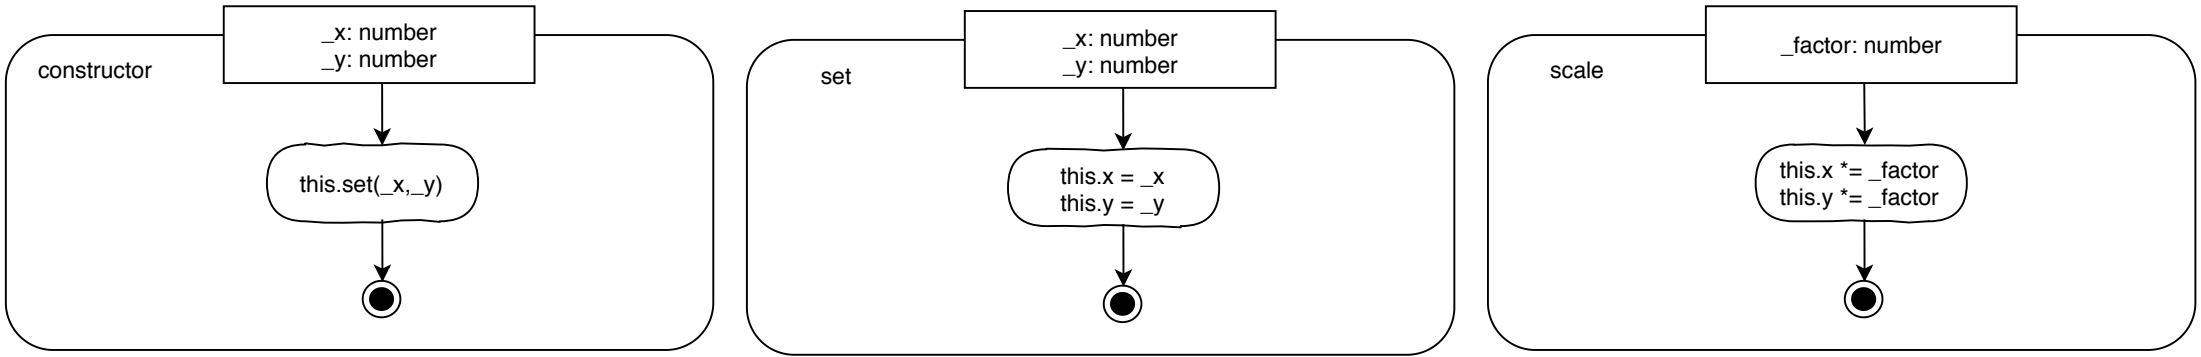 constructor
_x: number
_y: number
this.set(_x,_y)
set
_x: number
_y: number
this.x = _x
this.y = _y
scale
_factor: number
this.x *= _factor
this.y *= _factor